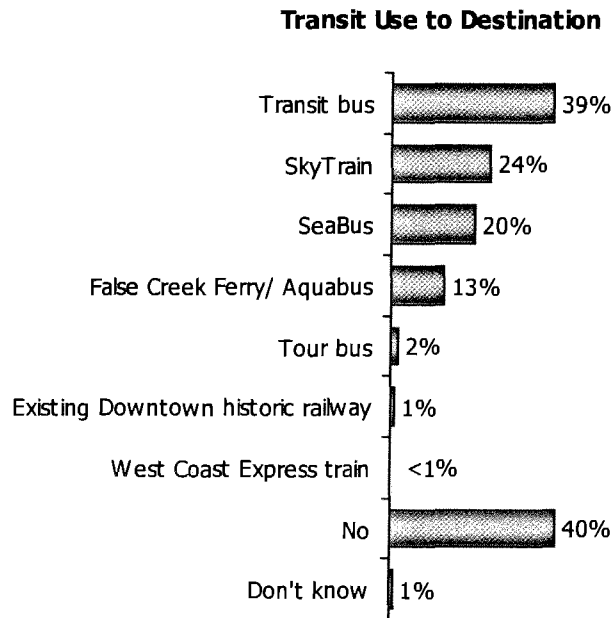 Transit Use to Destination
Transit bus 39%
SkyTrain 24%
SeaBus 20%
False Creek Ferry/ Aquabus 13%
Tour bus 2%
Existing Downtown historic railway 1%
West Coast Express train <1%
No 40%
Don't know 1%